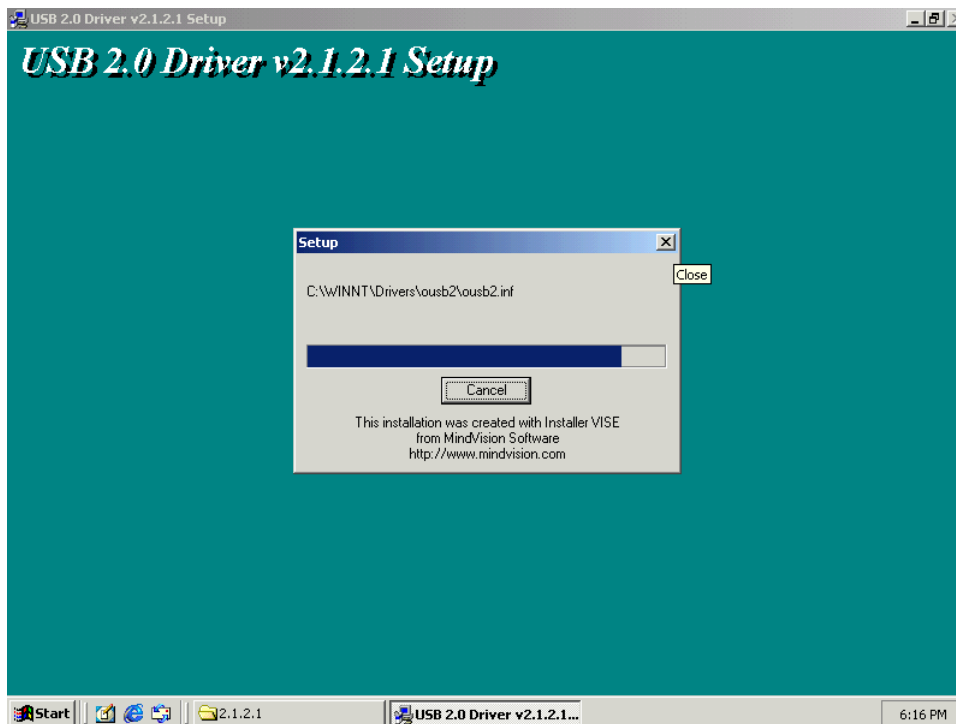 USB 2.0 Driver v2.1.2.1 Setup
USB 2.0 Driver v2.1.2.1 Setup
Setup
Close
C:\WINNT\Drivers\ousb2\ousb2.inf
Cancel
This installation was created with Installer VISE
from MindVision Software
http://www.mindvision.com
Start
2.1.2.1
USB 2.0 Driver v2.1.2.1...
6:16 PM